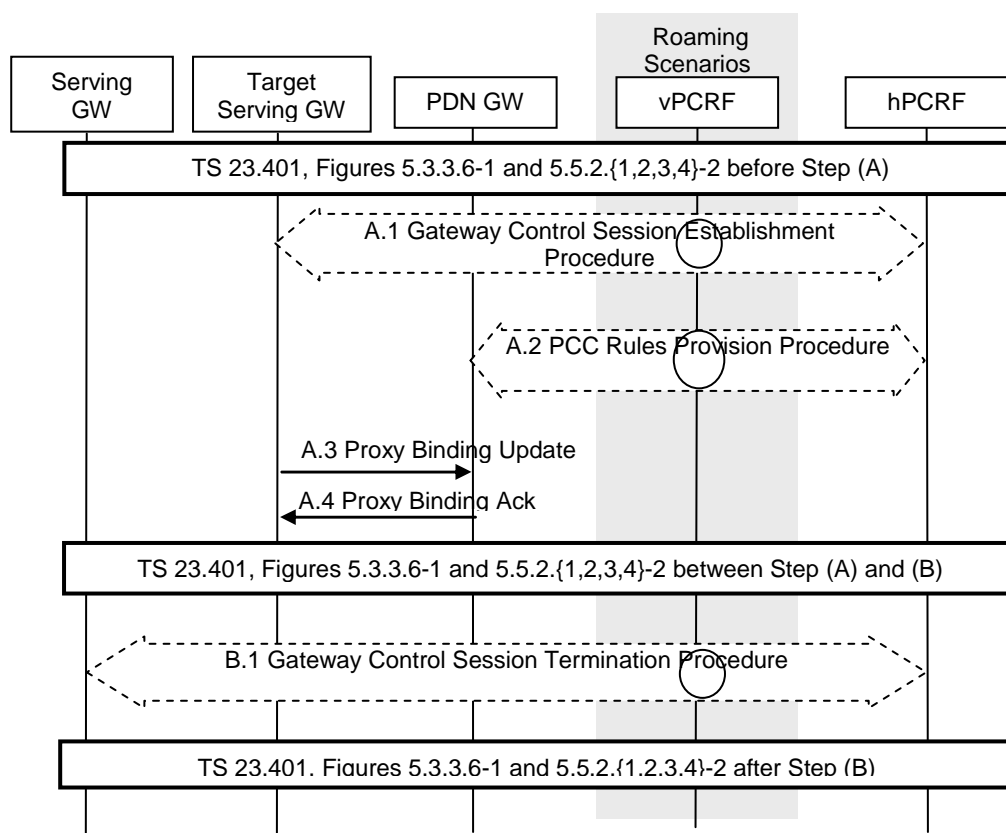 Roaming
Scenarios
Serving
GW
Target
Serving GW
PDN GW
vPCRF
hPCRF
TS 23.401, Figures 5.3.3.6-1 and 5.5.2.{1,2,3,4}-2 before Step (A)
A.1 Gateway Control Session Establishment
Procedure
A.2 PCC Rules Provision Procedure
A.3 Proxy Binding Update
A.4 Proxy Binding Ack
TS 23.401, Figures 5.3.3.6-1 and 5.5.2.{1,2,3,4}-2 between Step (A) and (B)
B.1 Gateway Control Session Termination Procedure
TS 23.401, Figures 5.3.3.6-1 and 5.5.2.{1,2,3,4}-2 after Step (B)